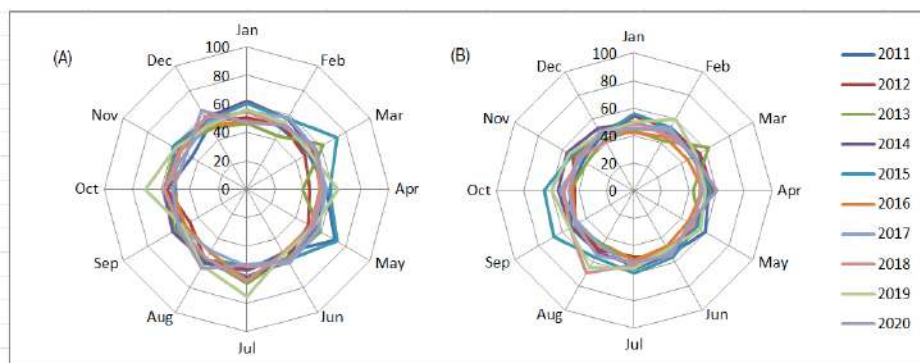 (A)
Jan
Feb
Mar
Apr
May
Jun
Jul
Aug
Sep
Oct
Nov
Dec
100
80
60
40
20
0
(B)
Jan
Feb
Mar
Apr
May
Jun
Jul
Aug
Sep
Oct
Nov
Dec
100
80
60
40
20
0
2011
2012
2013
2014
2015
2016
2017
2018
2019
2020